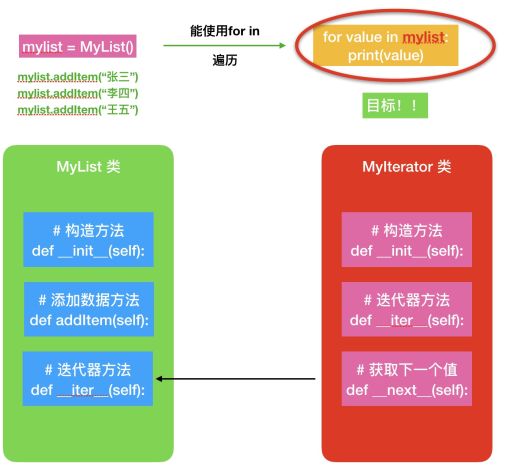 mylist = MyList()
能使用for in
遍历
for value in mylist:
print(value)
mylist.addItem(“张三”)
mylist.addItem(“李四”)
mylist.addItem(“王五”)
目标！！
MyList 类
# 构造方法
def __init__(self):
# 添加数据方法
def addItem(self):
# 迭代器方法
def __iter__(self):
MyIterator 类
# 构造方法
def __init__(self):
# 迭代器方法
def __iter__(self):
# 获取下一个值
def __next__(self):